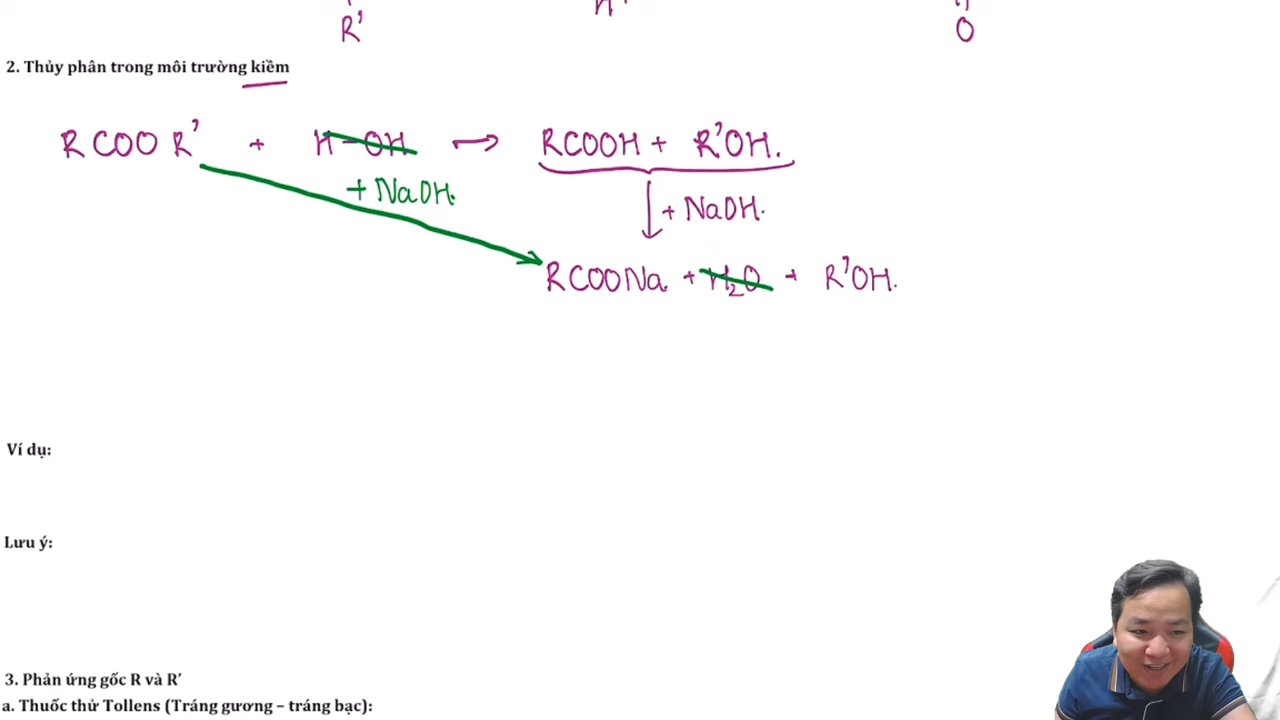 R' H O
2. Thủy phân trong môi trường kiềm
RCOOR' + H-OH → RCOOH + R'OH.
+ NaOH. ↓ + NaOH.
RCOONa + H₂O + R'OH.
Ví dụ:
Lưu ý:
3. Phản ứng gốc R và R'
a. Thuốc thử Tollens (Tráng gương – tráng bạc):